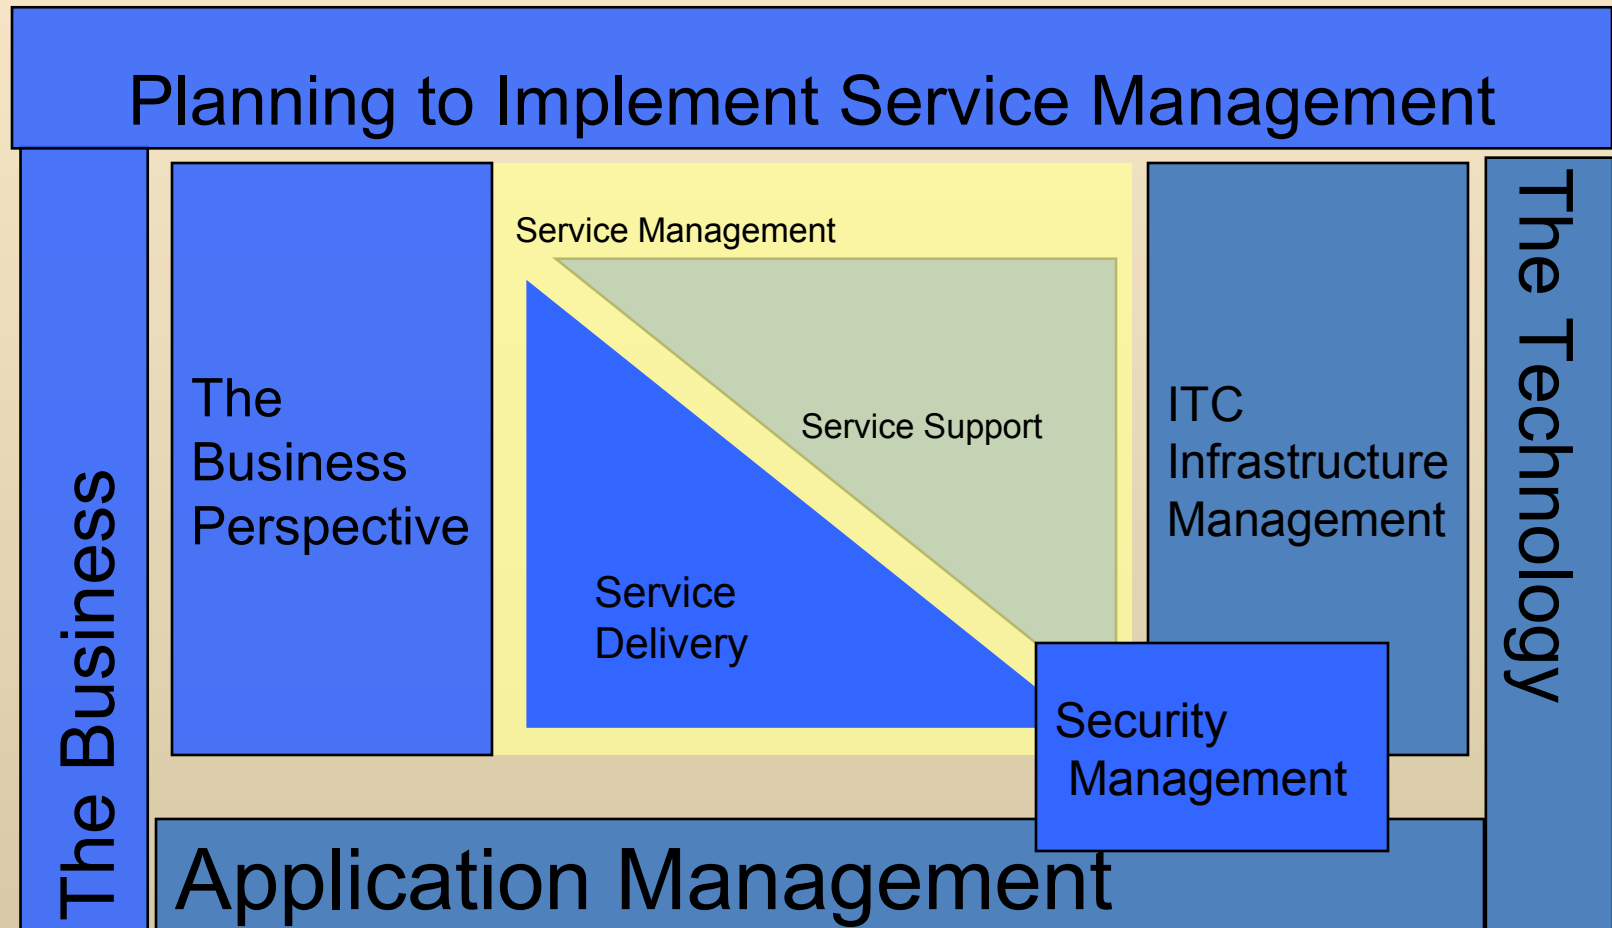 Planning to Implement Service Management
The Business
The
Business
Perspective
Service Management
Service Support
Service
Delivery
ITC
Infrastructure
Management
The Technology
Security
Management
Application Management